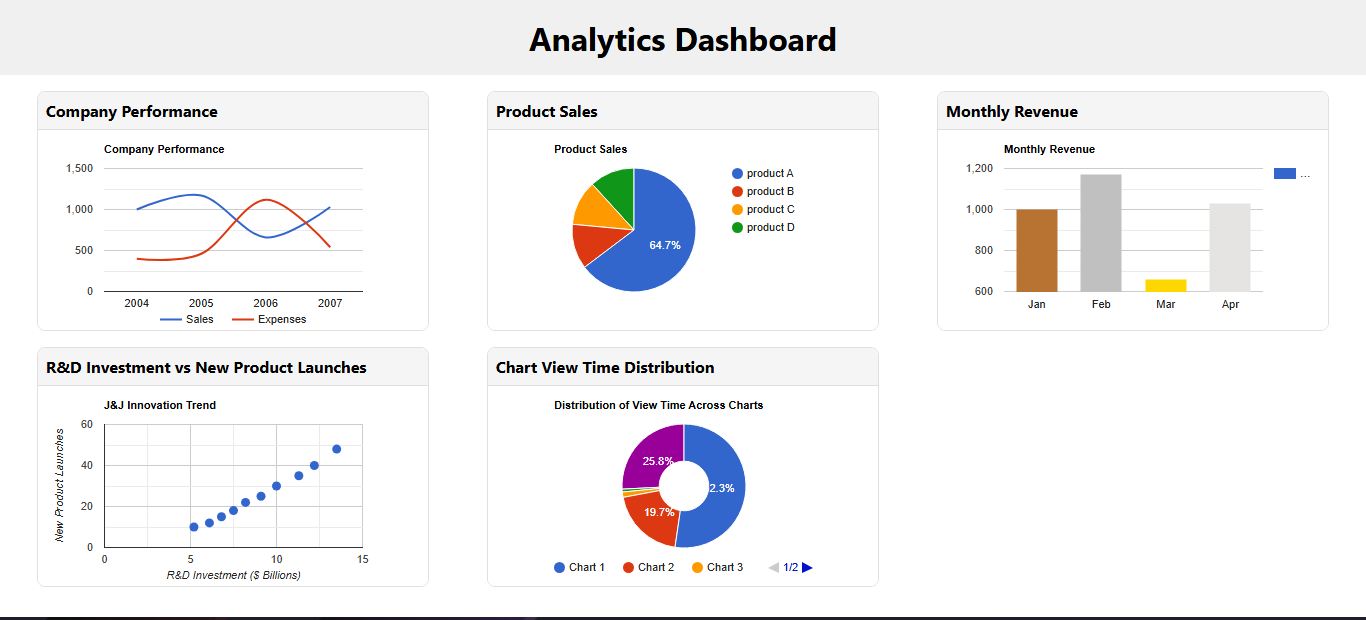 Analytics Dashboard
Company Performance
Company Performance
1,500
1,000
500
0
2004 2005 2006 2007
Sales Expenses
Product Sales
Product Sales
product A
product B
product C
product D
64.7%
Monthly Revenue
Monthly Revenue
1,200
1,000
800
600
Jan Feb Mar Apr
...
R&D Investment vs New Product Launches
J&J Innovation Trend
New Product Launches
60
40
20
0
0 5 10 15
R&D Investment ($ Billions)
Chart View Time Distribution
Distribution of View Time Across Charts
25.8%
2.3%
19.7%
Chart 1 Chart 2 Chart 3 1/2